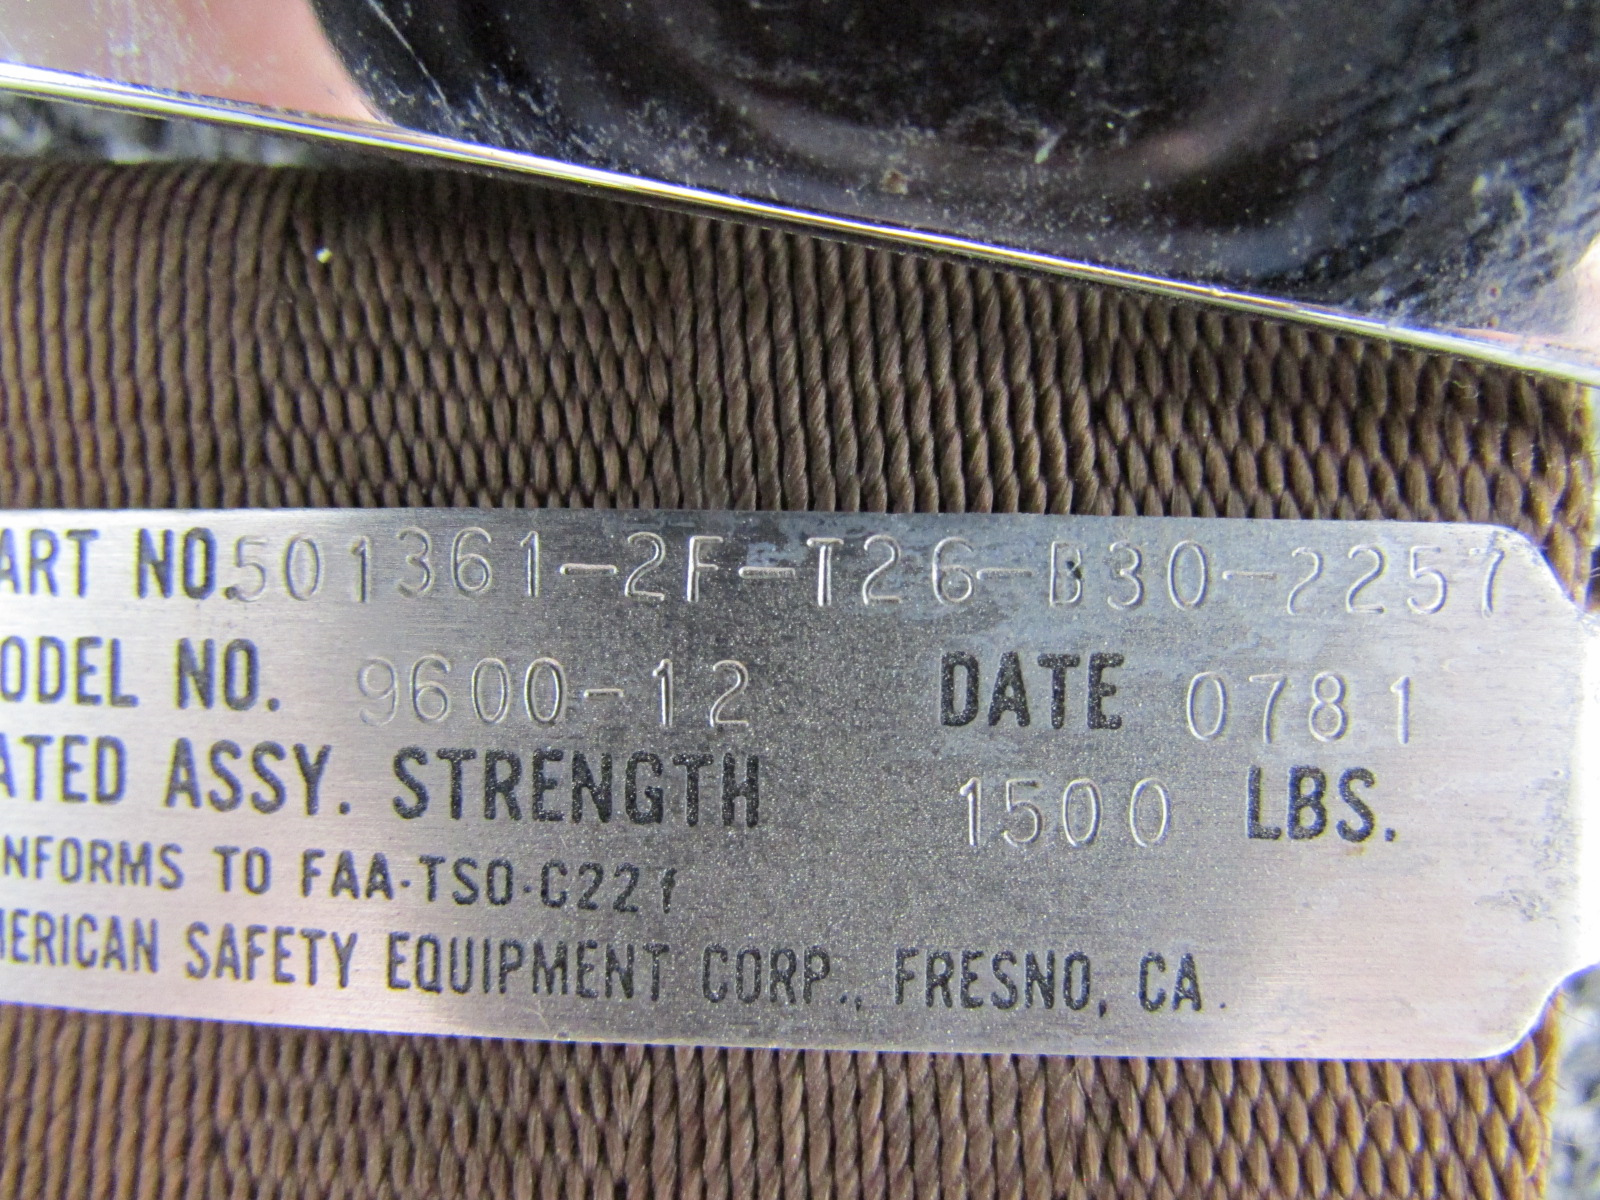 ART NO. 501361-2F-T26-B30-2257
ODEL NO. 9600-12 DATE 0781
ATED ASSY. STRENGTH 1500 LBS.
NFORMS TO FAA-TSO-C22f
MERICAN SAFETY EQUIPMENT CORP., FRESNO, CA.